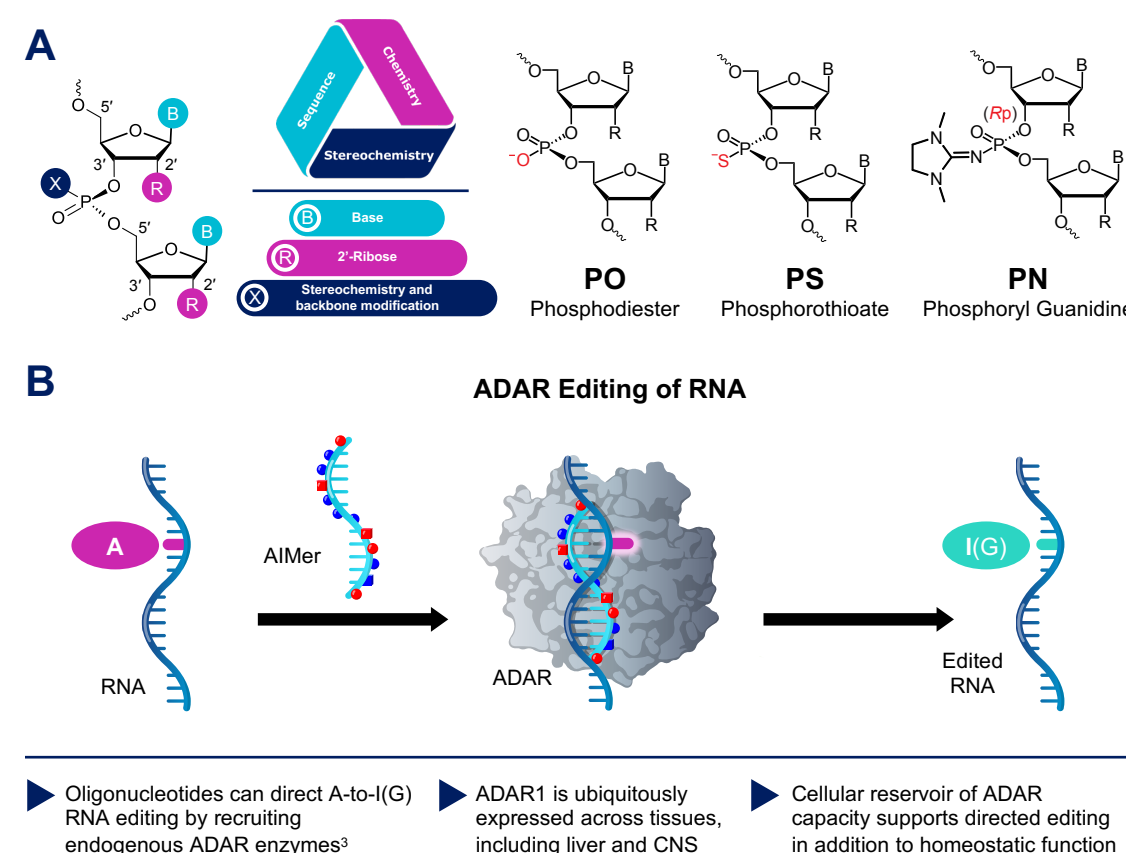 A
O
5′
B
O
3′
2′
X
O
R
P
O
O
5′
B
O
3′
2′
O
R
Sequence
Chemistry
Stereochemistry
B Base
R 2’-Ribose
X Stereochemistry and
backbone modification
O
O
B
O
R
O
P
⁻O
O
O
B
O
R
PO
Phosphodiester
O
O
B
O
R
O
P
⁻S
O
O
B
O
R
PS
Phosphorothioate
O
O
B
(Rp)
O
R
O
P
N
N
N
O
O
B
O
R
PN
Phosphoryl Guanidine
B
ADAR Editing of RNA
A
RNA
AIMer
ADAR
I(G)
Edited
RNA
Oligonucleotides can direct A-to-I(G)
RNA editing by recruiting
endogenous ADAR enzymes³
ADAR1 is ubiquitously
expressed across tissues,
including liver and CNS
Cellular reservoir of ADAR
capacity supports directed editing
in addition to homeostatic function